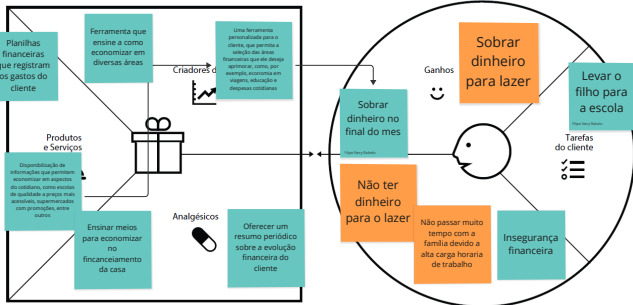 Planilhas
financeiras
que registram
os gastos do
cliente
Ferramenta que
ensine a como
economizar em
diversas áreas
Uma ferramenta
personalizada para o
cliente, que permita a
seleção das áreas
financeiras que ele deseja
aprimorar, como, por
exemplo, economia em
viagens, educação e
despesas cotidianas
Criadores d
Produtos
e Serviços
Disponibilização de
informações que permitem
economizar em aspectos
do cotidiano, como escolas
de qualidade a preços mais
acessíveis, supermercados
com promoções, entre
outros
Ensinar meios
para economizar
no
fincanceiamento
da casa
Analgésicos
Oferecer um
resumo periódico
sobre a evolução
financeira do
cliente
Ganhos
Sobrar
dinheiro
para lazer
Levar o
filho para
a escola
Sobrar
dinheiro no
final do mes
Tarefas
do cliente
Não ter
dinheiro
para o lazer
Não passar muito
tempo com a
família devido a
alta carga horaria
de trabalho
Insegurança
financeira